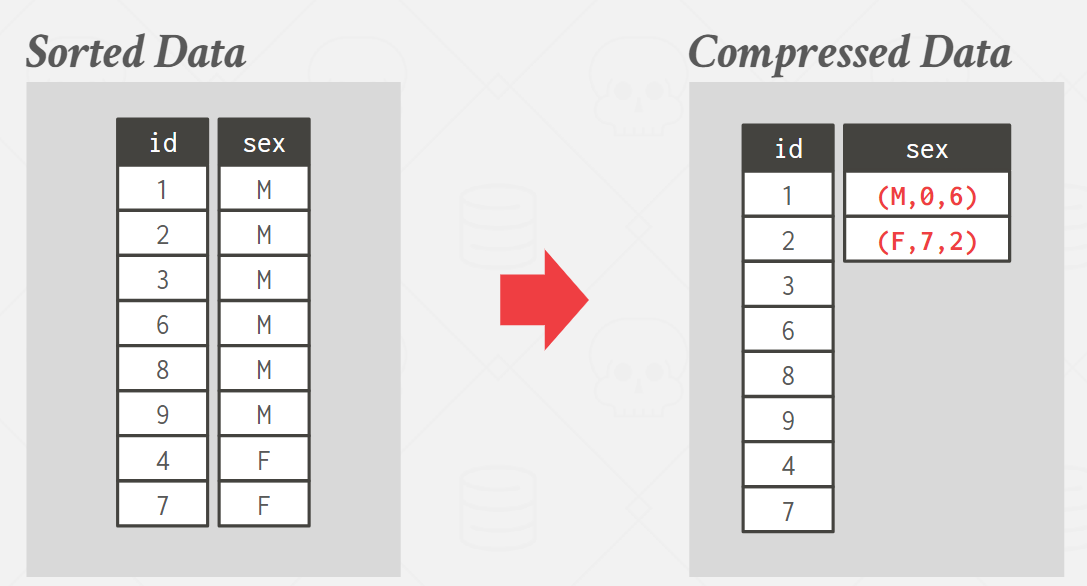 Sorted Data
id sex
1 M
2 M
3 M
6 M
8 M
9 M
4 F
7 F
Compressed Data
id sex
1 (M,0,6)
2 (F,7,2)
3
6
8
9
4
7